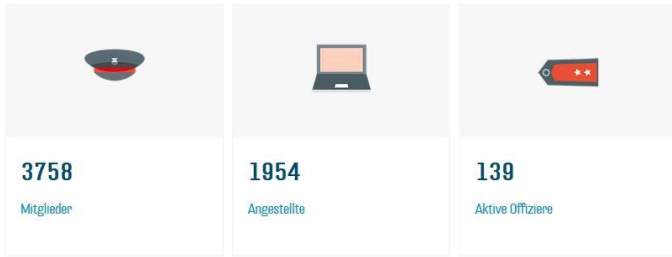 3758
Mitglieder
1954
Angestellte
139
Aktive Offiziere